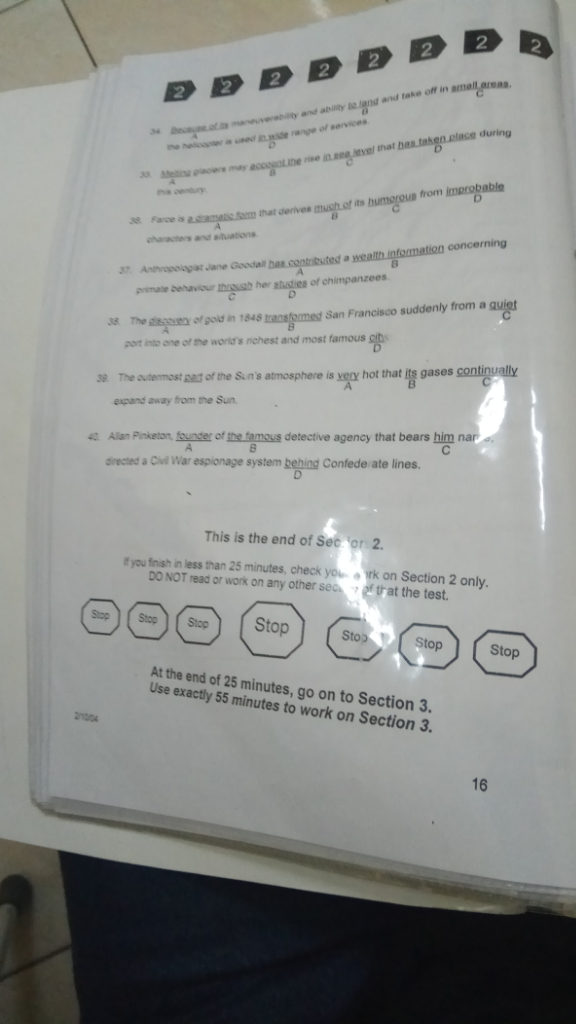 2 2 2 2 2 2 2 2
34. Because of its maneuverability and ability to land and take off in small areas,
A B C
the helicopter is used in wide range of services.
D
35. Melting glaciers may account the rise in sea level that has taken place during
A B C D
this century.
36. Farce is a dramatic form that derives much of its humorous from improbable
A B C D
characters and situations.
37. Anthropologist Jane Goodall has contributed a wealth information concerning
A B
primate behaviour through her studies of chimpanzees.
C D
38. The discovery of gold in 1848 transformed San Francisco suddenly from a quiet
A B C
port into one of the world's richest and most famous
D
39. The outermost part of the Sun's atmosphere is very hot that its gases continually
A B C
expand away from the Sun.
40. Allan Pinketon, founder of the famous detective agency that bears him
A B C
directed a Civil War espionage system behind lines.
D
This is the end of 2.
If you finish in less than 25 minutes, check on Section 2 only.
DO NOT read or work on any other that the test.
Stop Stop Stop Stop Stop Stop Stop
At the end of 25 minutes, go on to Section 3.
Use exactly 55 minutes to work on Section 3.
2/10/04
16